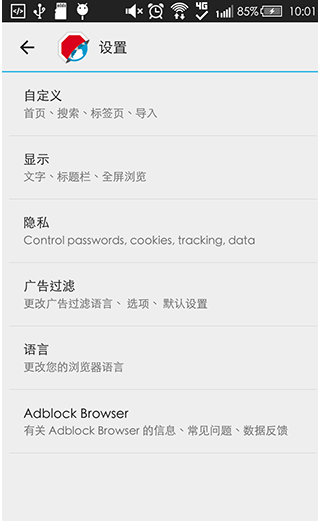 4G 85% 10:01
设置
自定义
首页、搜索、标签页、导入
显示
文字、标题栏、全屏浏览
隐私
Control passwords, cookies, tracking, data
广告过滤
更改广告过滤语言、 选项、 默认设置
语言
更改您的浏览器语言
Adblock Browser
有关 Adblock Browser 的信息、常见问题、数据反馈